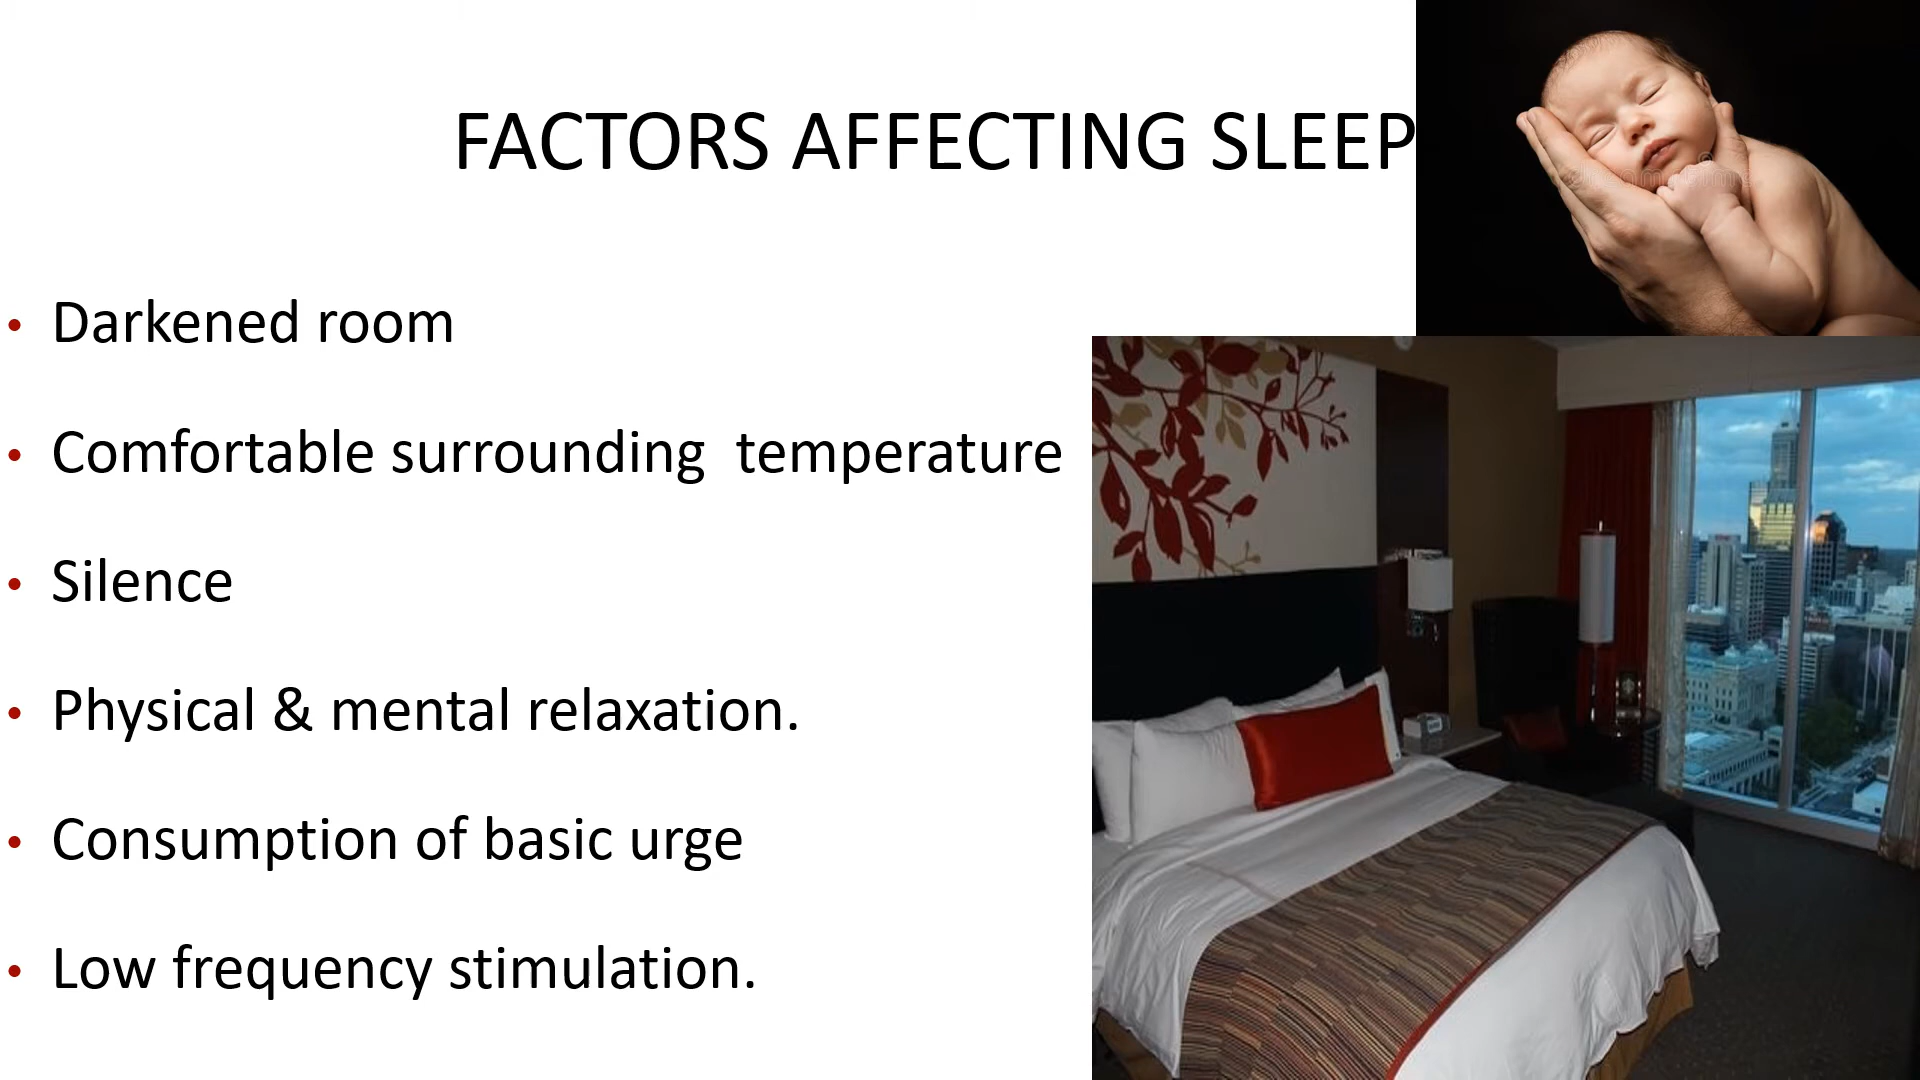 FACTORS AFFECTING SLEEP
• Darkened room
• Comfortable surrounding  temperature
• Silence
• Physical & mental relaxation.
• Consumption of basic urge
• Low frequency stimulation.